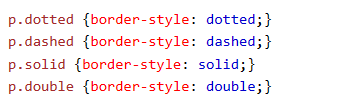 p.dotted {border-style: dotted;}
p.dashed {border-style: dashed;}
p.solid {border-style: solid;}
p.double {border-style: double;}